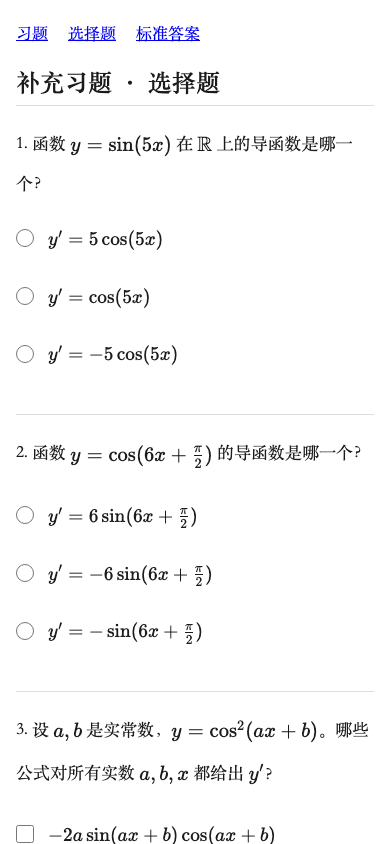 习题 选择题 标准答案
补充习题 · 选择题
1. 函数 y = sin(5x) 在 ℝ 上的导函数是哪一
个?
y′ = 5 cos(5x)
y′ = cos(5x)
y′ = −5 cos(5x)
2. 函数 y = cos(6x + π/2) 的导函数是哪一个?
y′ = 6 sin(6x + π/2)
y′ = −6 sin(6x + π/2)
y′ = − sin(6x + π/2)
3. 设 a, b 是实常数，y = cos²(ax + b)。哪些
公式对所有实数 a, b, x 都给出 y′?
−2a sin(ax + b) cos(ax + b)